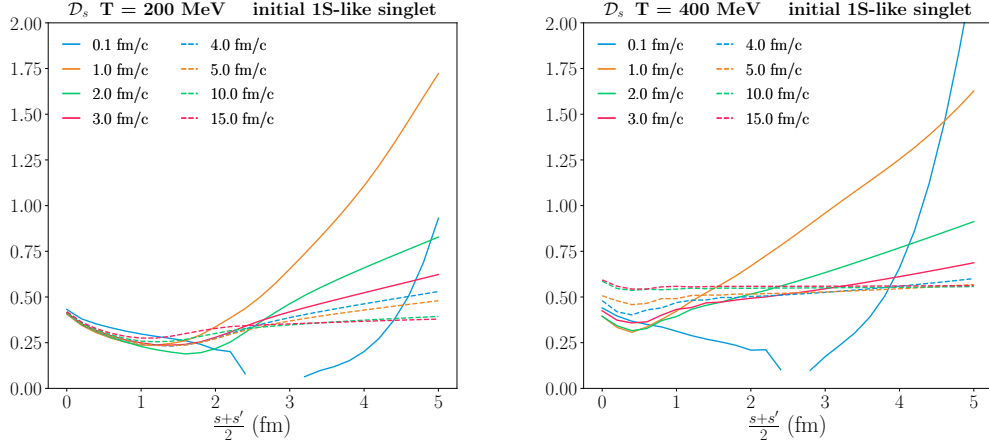 𝒟ₛ T = 200 MeV initial 1S-like singlet
2.00
1.75
1.50
1.25
1.00
0.75
0.50
0.25
0.00
0.1 fm/c
1.0 fm/c
2.0 fm/c
3.0 fm/c
4.0 fm/c
5.0 fm/c
10.0 fm/c
15.0 fm/c
0 1 2 3 4 5
(s+s′)/2 (fm)
𝒟ₛ T = 400 MeV initial 1S-like singlet
2.00
1.75
1.50
1.25
1.00
0.75
0.50
0.25
0.00
0.1 fm/c
1.0 fm/c
2.0 fm/c
3.0 fm/c
4.0 fm/c
5.0 fm/c
10.0 fm/c
15.0 fm/c
0 1 2 3 4 5
(s+s′)/2 (fm)